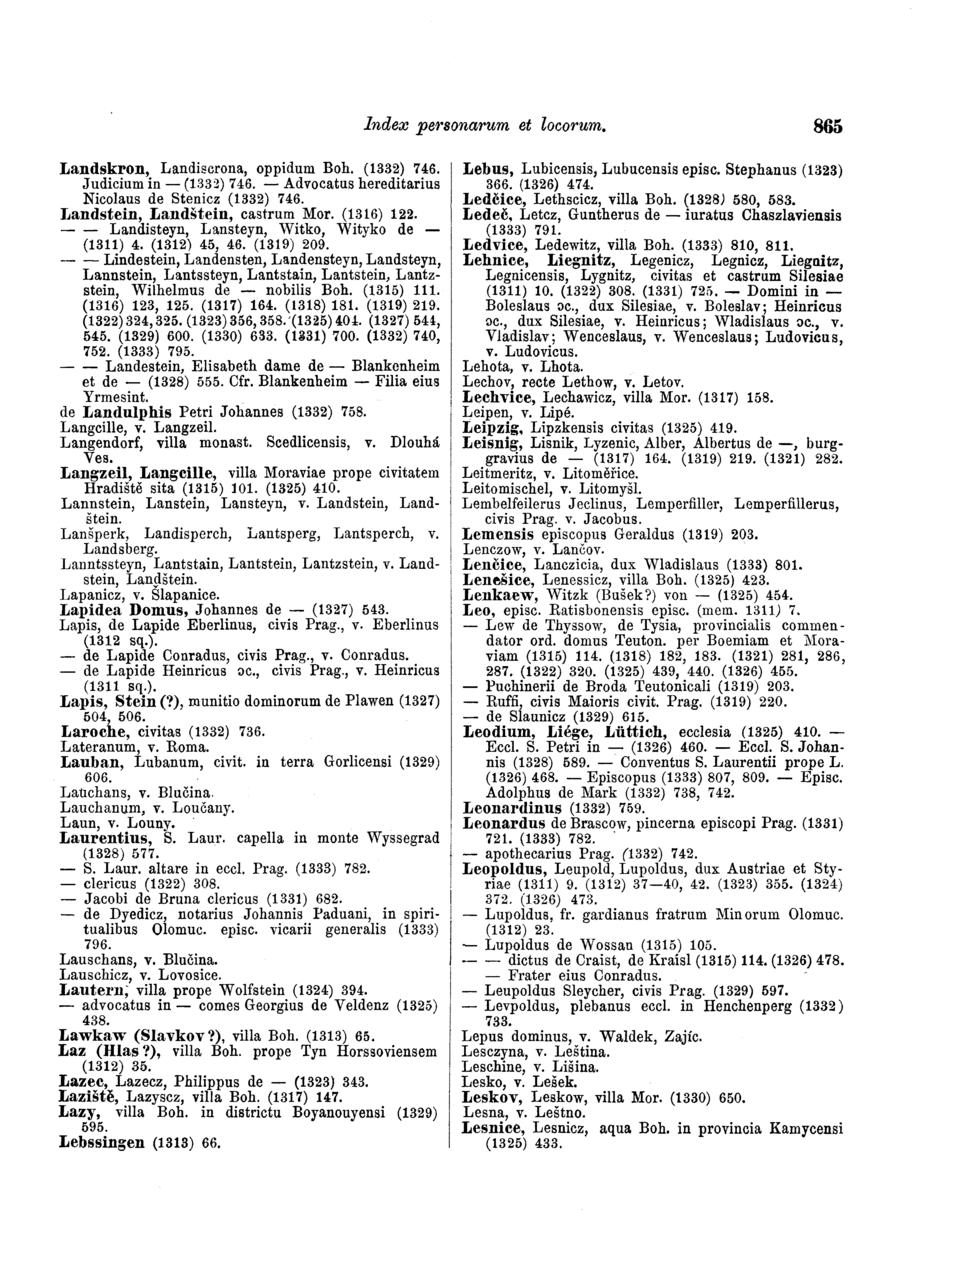 Index personarum et locorum. 865
Landskron, Landiscrona, oppidum Boh. (1332) 746.
Judicium in — (1332) 746. — Advocatus hereditarius
Nicolaus de Stenicz (1332) 746.
Landstein, Landštein, castrum Mor. (1316) 122.
— — Landisteyn, Lansteyn, Witko, Wityko de —
(1311) 4. (1312) 45, 46. (1319) 209.
— — Lindestein, Landensten, Landensteyn, Landsteyn,
Lannstein, Lantssteyn, Lantstain, Lantstein, Lantz-
stein, Wilhelmus de — nobilis Boh. (1315) 111.
(1316) 123, 125. (1317) 164. (1318) 181. (1319) 219.
(1322) 324, 325. (1323) 356, 358. (1325) 404. (1327) 544,
545. (1329) 600. (1330) 633. (1331) 700. (1332) 740,
752. (1333) 795.
— — Landestein, Elisabeth dame de — Blankenheim
et de — (1328) 555. Cfr. Blankenheim — Filia eius
Yrmesint.
de Landulphis Petri Johannes (1332) 758.
Langcille, v. Langzeil.
Langendorf, villa monast. Scedlicensis, v. Dlouhá
Ves.
Langzeil, Langcille, villa Moraviae prope civitatem
Hradiště sita (1315) 101. (1325) 410.
Lannstein, Lanstein, Lansteyn, v. Landstein, Land-
štein.
Lanšperk, Landisperch, Lantsperg, Lantsperch, v.
Landsberg.
Lanntssteyn, Lantstain, Lantstein, Lantzstein, v. Land-
stein, Landštein.
Lapanicz, v. Šlapanice.
Lapidea Domus, Johannes de — (1327) 543.
Lapis, de Lapide Eberlinus, civis Prag., v. Eberlinus
(1312 sq.).
— de Lapide Conradus, civis Prag., v. Conradus.
— de Lapide Heinricus ɔc., civis Prag., v. Heinricus
(1311 sq.).
Lapis, Stein (?), munitio dominorum de Plawen (1327)
504, 506.
Laroche, civitas (1332) 736.
Lateranum, v. Roma.
Lauban, Lubanum, civit. in terra Gorlicensi (1329)
606.
Lauchans, v. Blučina.
Lauchanum, v. Loučany.
Laun, v. Louny.
Laurentius, S. Laur. capella in monte Wyssegrad
(1328) 577.
— S. Laur. altare in eccl. Prag. (1333) 782.
— clericus (1322) 308.
— Jacobi de Bruna clericus (1331) 682.
— de Dyedicz, notarius Johannis Paduani, in spiri-
tualibus Olomuc. episc. vicarii generalis (1333)
796.
Lauschans, v. Blučina.
Lauschicz, v. Lovosice.
Lautern, villa prope Wolfstein (1324) 394.
— advocatus in — comes Georgius de Veldenz (1325)
438.
Lawkaw (Slavkov?), villa Boh. (1313) 65.
Laz (Hlas?), villa Boh. prope Tyn Horssoviensem
(1312) 35.
Lazec, Lazecz, Philippus de — (1323) 343.
Laziště, Lazyscz, villa Boh. (1317) 147.
Lazy, villa Boh. in districtu Boyanouyensi (1329)
595.
Lebssingen (1313) 66.
Lebus, Lubicensis, Lubucensis episc. Stephanus (1323)
366. (1326) 474.
Ledčice, Lethscicz, villa Boh. (1328) 580, 583.
Ledeč, Letcz, Guntherus de — iuratus Chaszlaviensis
(1333) 791.
Ledvice, Ledewitz, villa Boh. (1333) 810, 811.
Lehnice, Liegnitz, Legenicz, Legnicz, Liegnitz,
Legnicensis, Lygnitz, civitas et castrum Silesiae
(1311) 10. (1322) 308. (1331) 725. — Domini in —
Boleslaus ɔc., dux Silesiae, v. Boleslav; Heinricus
ɔc., dux Silesiae, v. Heinricus; Wladislaus ɔc., v.
Vladislav; Wenceslaus, v. Wenceslaus; Ludovicus,
v. Ludovicus.
Lehota, v. Lhota.
Lechov, recte Lethow, v. Letov.
Lechvice, Lechawicz, villa Mor. (1317) 158.
Leipen, v. Lipé.
Leipzig, Lipzkensis civitas (1325) 419.
Leisnig, Lisnik, Lyzenic, Alber, Albertus de —, burg-
gravius de — (1317) 164. (1319) 219. (1321) 282.
Leitmeritz, v. Litoměřice.
Leitomischel, v. Litomyšl.
Lembelfeilerus Jeclinus, Lemperfiller, Lemperfillerus,
civis Prag. v. Jacobus.
Lemensis episcopus Geraldus (1319) 203.
Lenczow, v. Lančov.
Lenčice, Lanczicia, dux Wladislaus (1333) 801.
Lenešice, Lenessicz, villa Boh. (1325) 423.
Lenkaew, Witzk (Bušek?) von — (1325) 454.
Leo, episc. Ratisbonensis episc. (mem. 1311) 7.
— Lew de Thyssow, de Tysia, provincialis commen-
dator ord. domus Teuton. per Boemiam et Mora-
viam (1315) 114. (1318) 182, 183. (1321) 281, 286,
287. (1322) 320. (1325) 439, 440. (1326) 455.
— Puchinerii de Broda Teutonicali (1319) 203.
— Ruffi, civis Maioris civit. Prag. (1319) 220.
— de Slaunicz (1329) 615.
Leodium, Liége, Lüttich, ecclesia (1325) 410. —
Eccl. S. Petri in — (1326) 460. — Eccl. S. Johan-
nis (1328) 589. — Conventus S. Laurentii prope L.
(1326) 468. — Episcopus (1333) 807, 809. — Episc.
Adolphus de Mark (1332) 738, 742.
Leonardinus (1332) 759.
Leonardus de Brascow, pincerna episcopi Prag. (1331)
721. (1333) 782.
— apothecarius Prag. (1332) 742.
Leopoldus, Leupold, Lupoldus, dux Austriae et Sty-
riae (1311) 9. (1312) 37—40, 42. (1323) 355. (1324)
372. (1326) 473.
— Lupoldus, fr. gardianus fratrum Minorum Olomuc.
(1312) 23.
— Lupoldus de Wossan (1315) 105.
— — dictus de Craist, de Kraisl (1315) 114. (1326) 478.
— Frater eius Conradus.
— Leupoldus Sleycher, civis Prag. (1329) 597.
— Levpoldus, plebanus eccl. in Henchenperg (1332)
733.
Lepus dominus, v. Waldek, Zajíc.
Lesczyna, v. Leština.
Leschine, v. Lišina.
Lesko, v. Lešek.
Leskov, Leskow, villa Mor. (1330) 650.
Lesna, v. Leštno.
Lesnice, Lesnicz, aqua Boh. in provincia Kamycensi
(1325) 433.